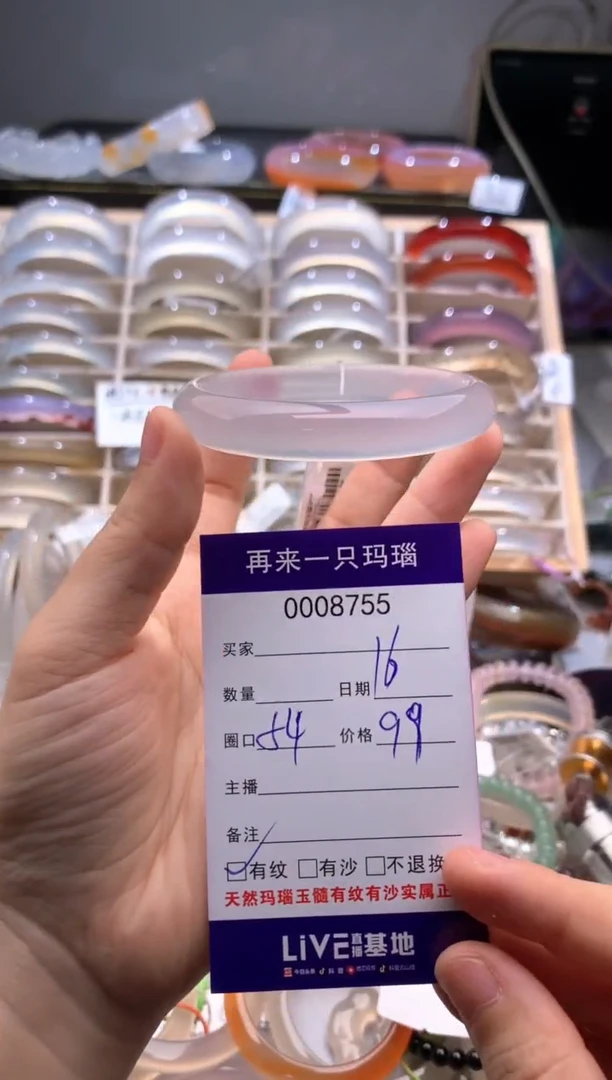 再来一只玛瑙
0008755
买家
数量 日期 16
圈口 54 价格 99
主播
备注
☑有纹 □有沙 □不退换
天然玛瑙玉髓有纹有沙实属正
LiVE直播基地